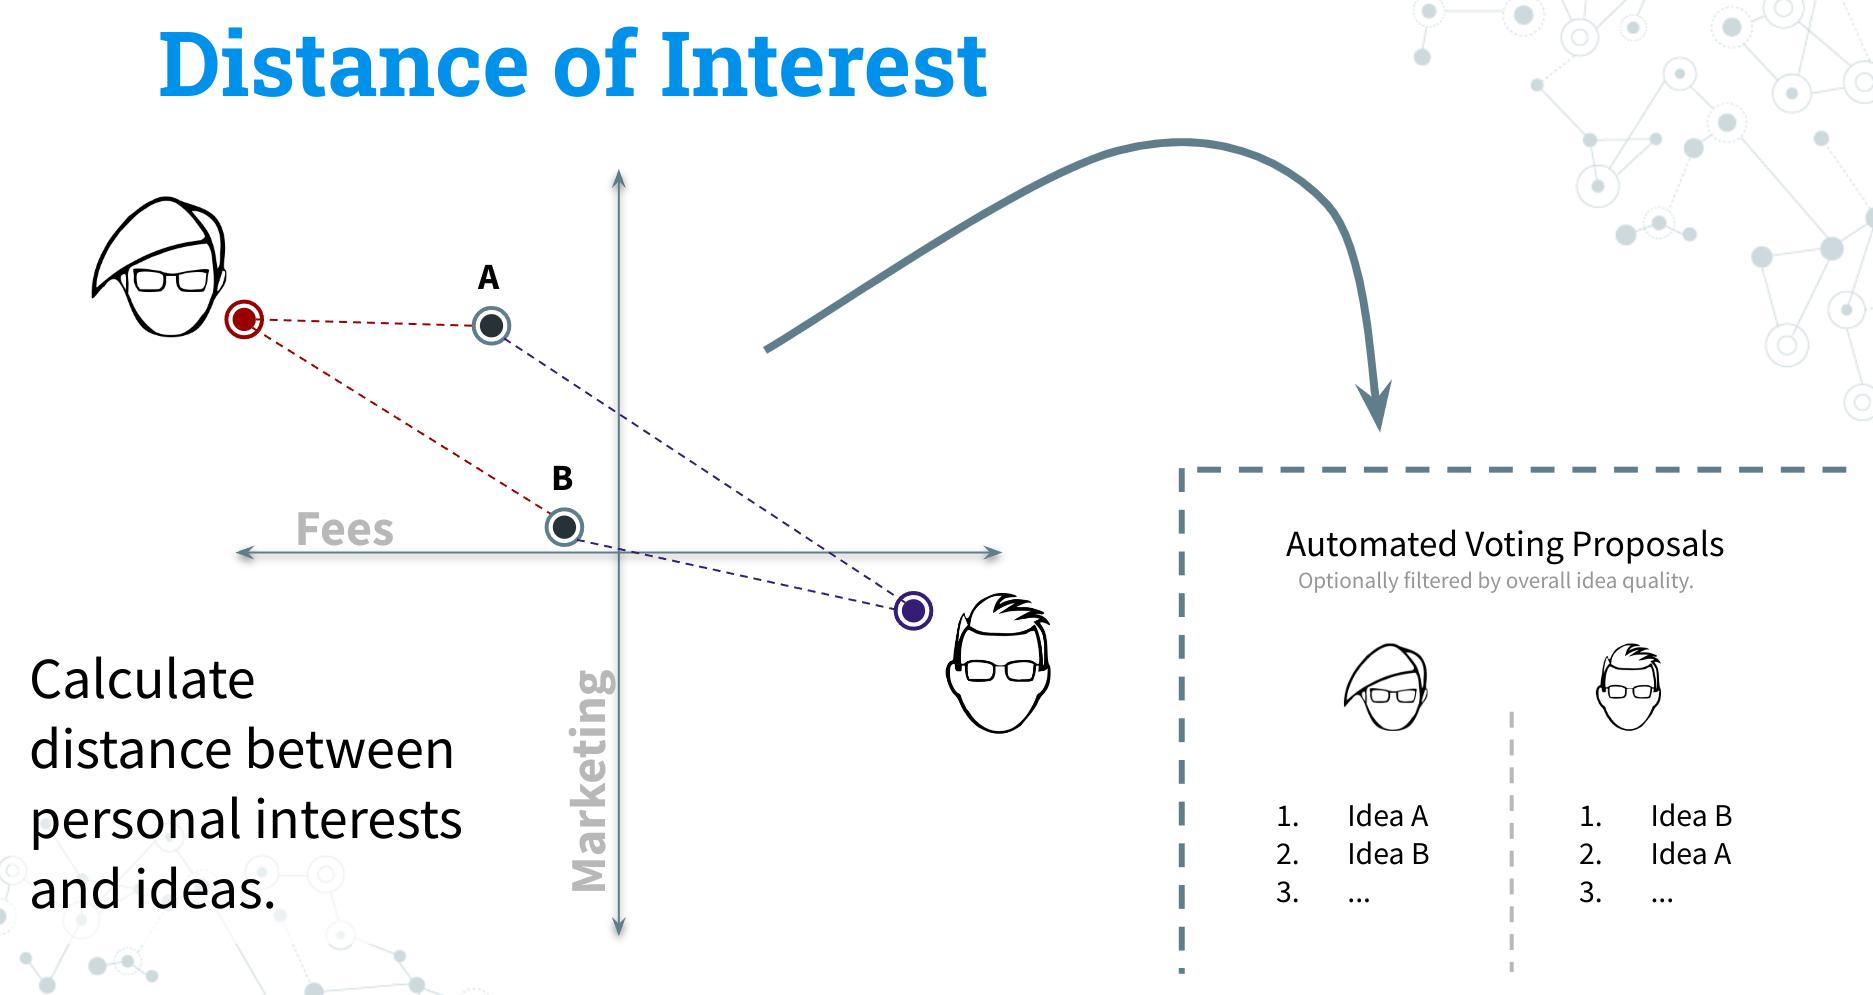 Distance of Interest
A
B
Fees
Marketing
Calculate
distance between
personal interests
and ideas.
Automated Voting Proposals
Optionally filtered by overall idea quality.
1. Idea A
2. Idea B
3. ...
1. Idea B
2. Idea A
3. ...